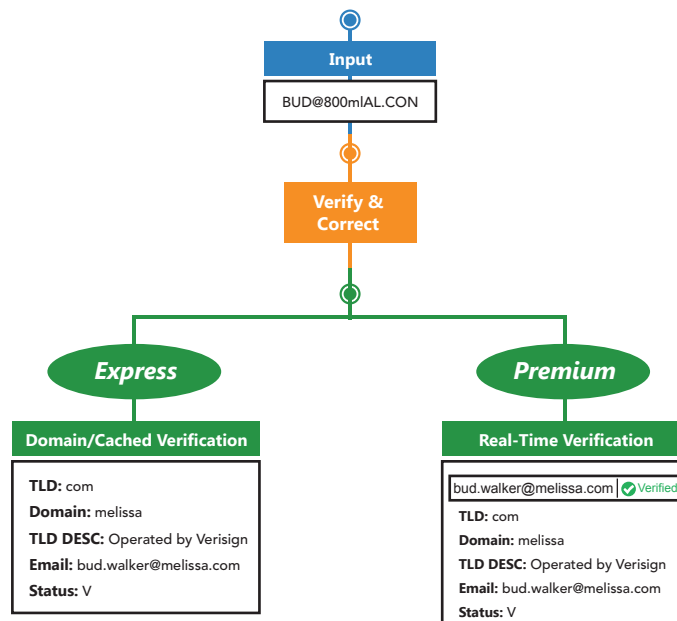 Input
BUD@800mlAL.CON
Verify &
Correct
Express
Premium
Domain/Cached Verification
TLD: com
Domain: melissa
TLD DESC: Operated by Verisign
Email: bud.walker@melissa.com
Status: V
Real-Time Verification
bud.walker@melissa.com Verified
TLD: com
Domain: melissa
TLD DESC: Operated by Verisign
Email: bud.walker@melissa.com
Status: V